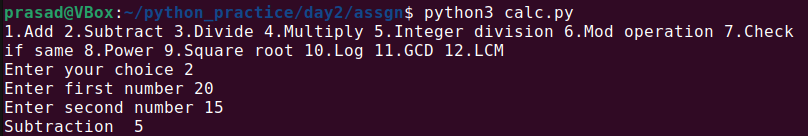 prasad@VBox:~/python_practice/day2/assgn$ python3 calc.py
1.Add 2.Subtract 3.Divide 4.Multiply 5.Integer division 6.Mod operation 7.Check
if same 8.Power 9.Square root 10.Log 11.GCD 12.LCM
Enter your choice 2
Enter first number 20
Enter second number 15
Subtraction  5